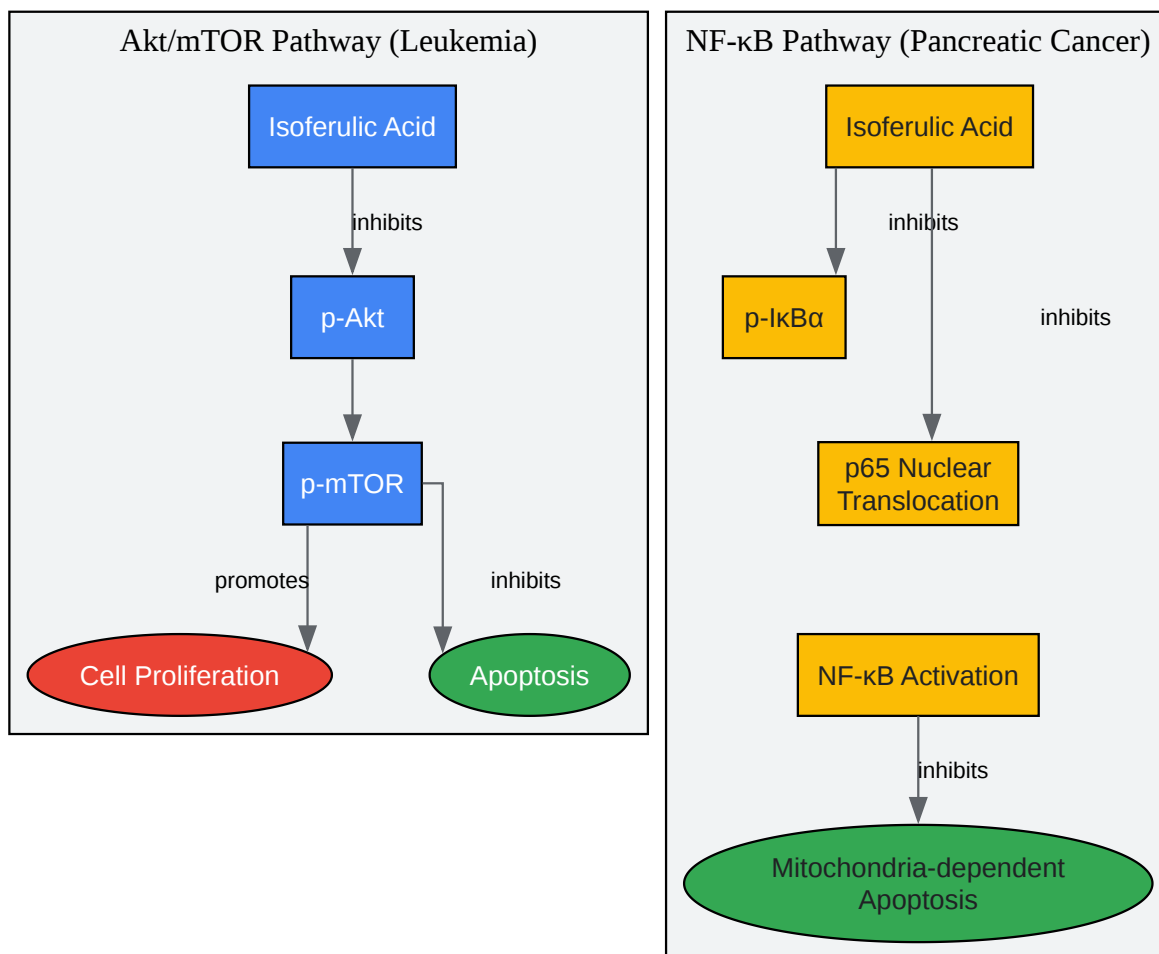 Akt/mTOR Pathway (Leukemia)
Isoferulic Acid
inhibits
p-Akt
p-mTOR
promotes
inhibits
Cell Proliferation
Apoptosis
NF-κB Pathway (Pancreatic Cancer)
Isoferulic Acid
inhibits
p-IκBα
inhibits
p65 Nuclear
Translocation
NF-κB Activation
inhibits
Mitochondria-dependent
Apoptosis